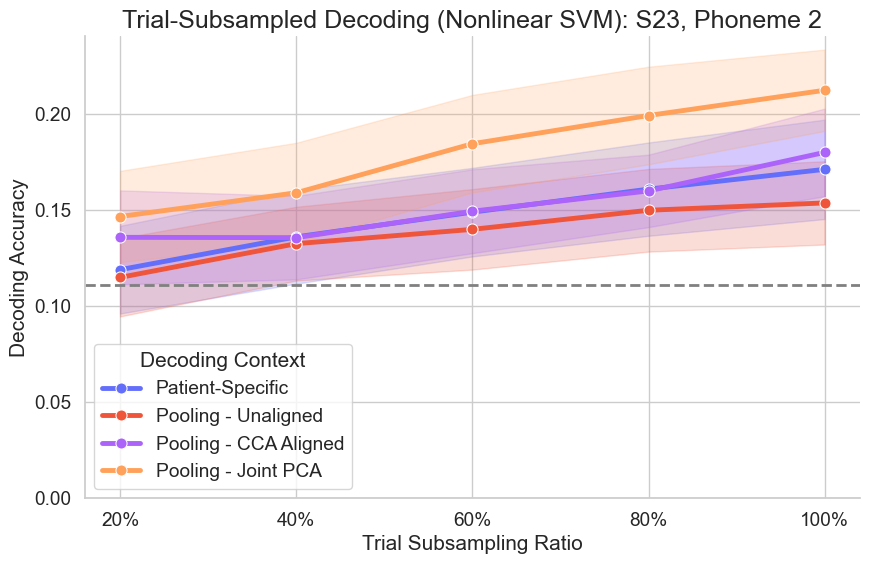 Trial-Subsampled Decoding (Nonlinear SVM): S23, Phoneme 2
Decoding Accuracy
0.20
0.15
0.10
0.05
0.00
Decoding Context
Patient-Specific
Pooling - Unaligned
Pooling - CCA Aligned
Pooling - Joint PCA
20%
40%
60%
80%
100%
Trial Subsampling Ratio